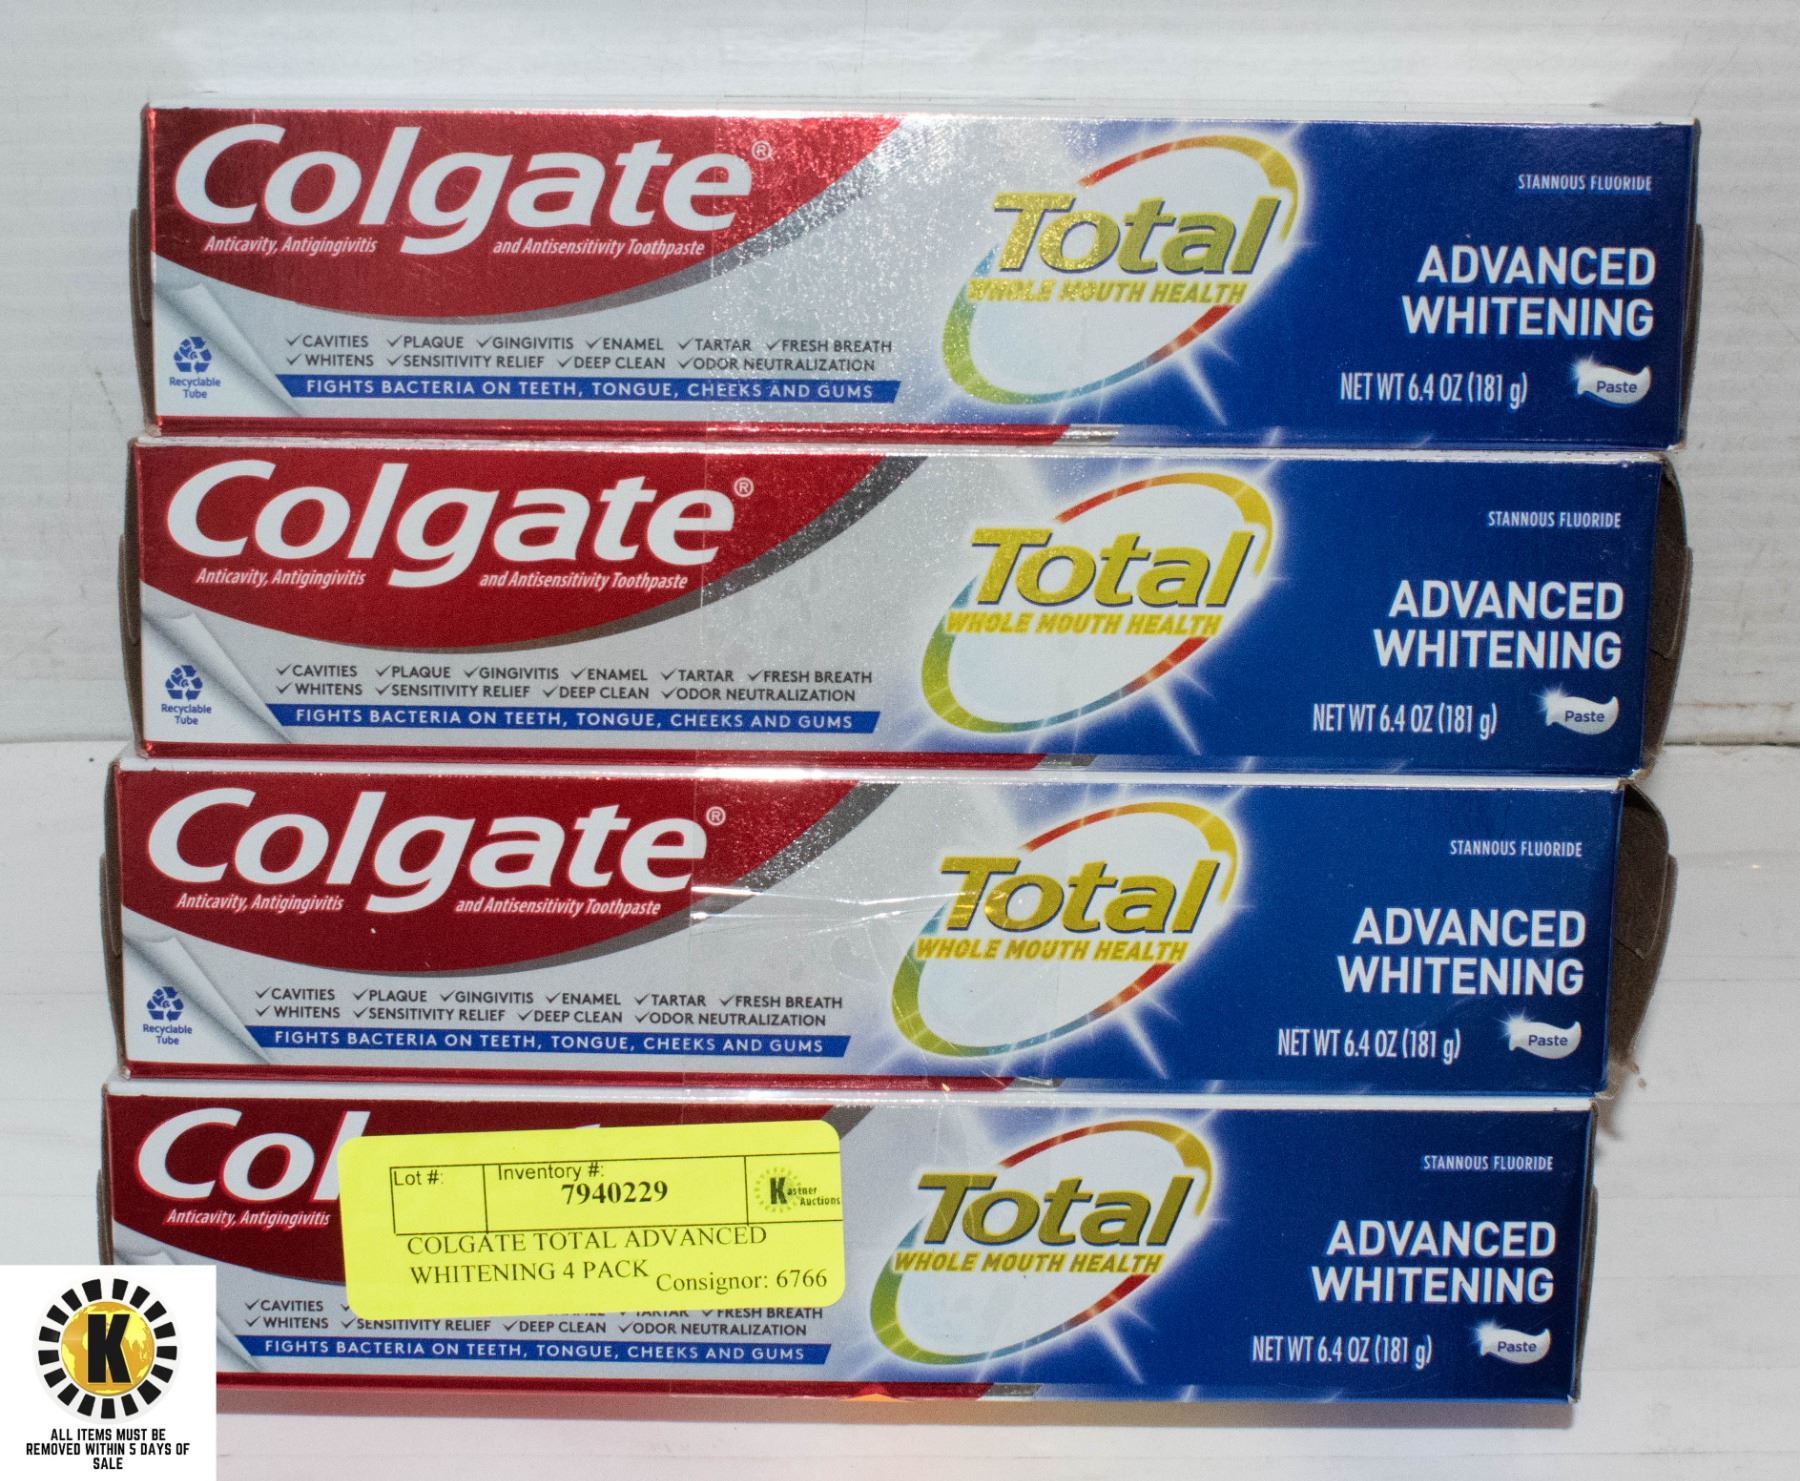 Colgate®
Anticavity, Antigingivitis and Antisensitivity Toothpaste
Recyclable
Tube
✓CAVITIES ✓PLAQUE ✓GINGIVITIS ✓ENAMEL ✓TARTAR ✓FRESH BREATH
✓WHITENS ✓SENSITIVITY RELIEF ✓DEEP CLEAN ✓ODOR NEUTRALIZATION
FIGHTS BACTERIA ON TEETH, TONGUE, CHEEKS AND GUMS
Total
WHOLE MOUTH HEALTH
STANNOUS FLUORIDE
ADVANCED
WHITENING
NET WT 6.4 OZ (181 g)
Paste
Colgate®
Anticavity, Antigingivitis and Antisensitivity Toothpaste
Recyclable
Tube
✓CAVITIES ✓PLAQUE ✓GINGIVITIS ✓ENAMEL ✓TARTAR ✓FRESH BREATH
✓WHITENS ✓SENSITIVITY RELIEF ✓DEEP CLEAN ✓ODOR NEUTRALIZATION
FIGHTS BACTERIA ON TEETH, TONGUE, CHEEKS AND GUMS
Total
WHOLE MOUTH HEALTH
STANNOUS FLUORIDE
ADVANCED
WHITENING
NET WT 6.4 OZ (181 g)
Paste
Colgate®
Anticavity, Antigingivitis and Antisensitivity Toothpaste
Recyclable
Tube
✓CAVITIES ✓PLAQUE ✓GINGIVITIS ✓ENAMEL ✓TARTAR ✓FRESH BREATH
✓WHITENS ✓SENSITIVITY RELIEF ✓DEEP CLEAN ✓ODOR NEUTRALIZATION
FIGHTS BACTERIA ON TEETH, TONGUE, CHEEKS AND GUMS
Total
WHOLE MOUTH HEALTH
STANNOUS FLUORIDE
ADVANCED
WHITENING
NET WT 6.4 OZ (181 g)
Paste
Col
Anticavity, Antigingivitis
Lot #: Inventory #:
7940229
Kastner
Auctions
COLGATE TOTAL ADVANCED
WHITENING 4 PACK
Consignor: 6766
✓CAVITIES ✓TARTAR ✓FRESH BREATH
✓WHITENS ✓SENSITIVITY RELIEF ✓DEEP CLEAN ✓ODOR NEUTRALIZATION
FIGHTS BACTERIA ON TEETH, TONGUE, CHEEKS AND GUMS
Total
WHOLE MOUTH HEALTH
STANNOUS FLUORIDE
ADVANCED
WHITENING
NET WT 6.4 OZ (181 g)
Paste
K
ALL ITEMS MUST BE
REMOVED WITHIN 5 DAYS OF
SALE